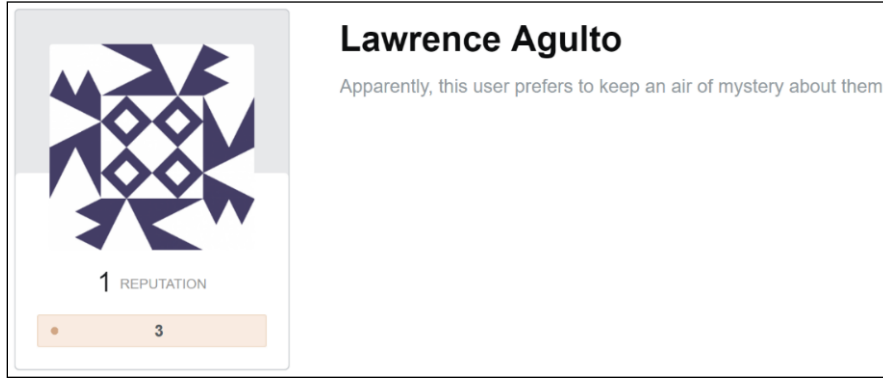 Lawrence Agulto
Apparently, this user prefers to keep an air of mystery about them
1 REPUTATION
3